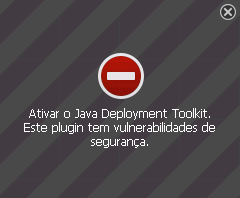 Ativar o Java Deployment Toolkit.
Este plugin tem vulnerabilidades de
segurança.